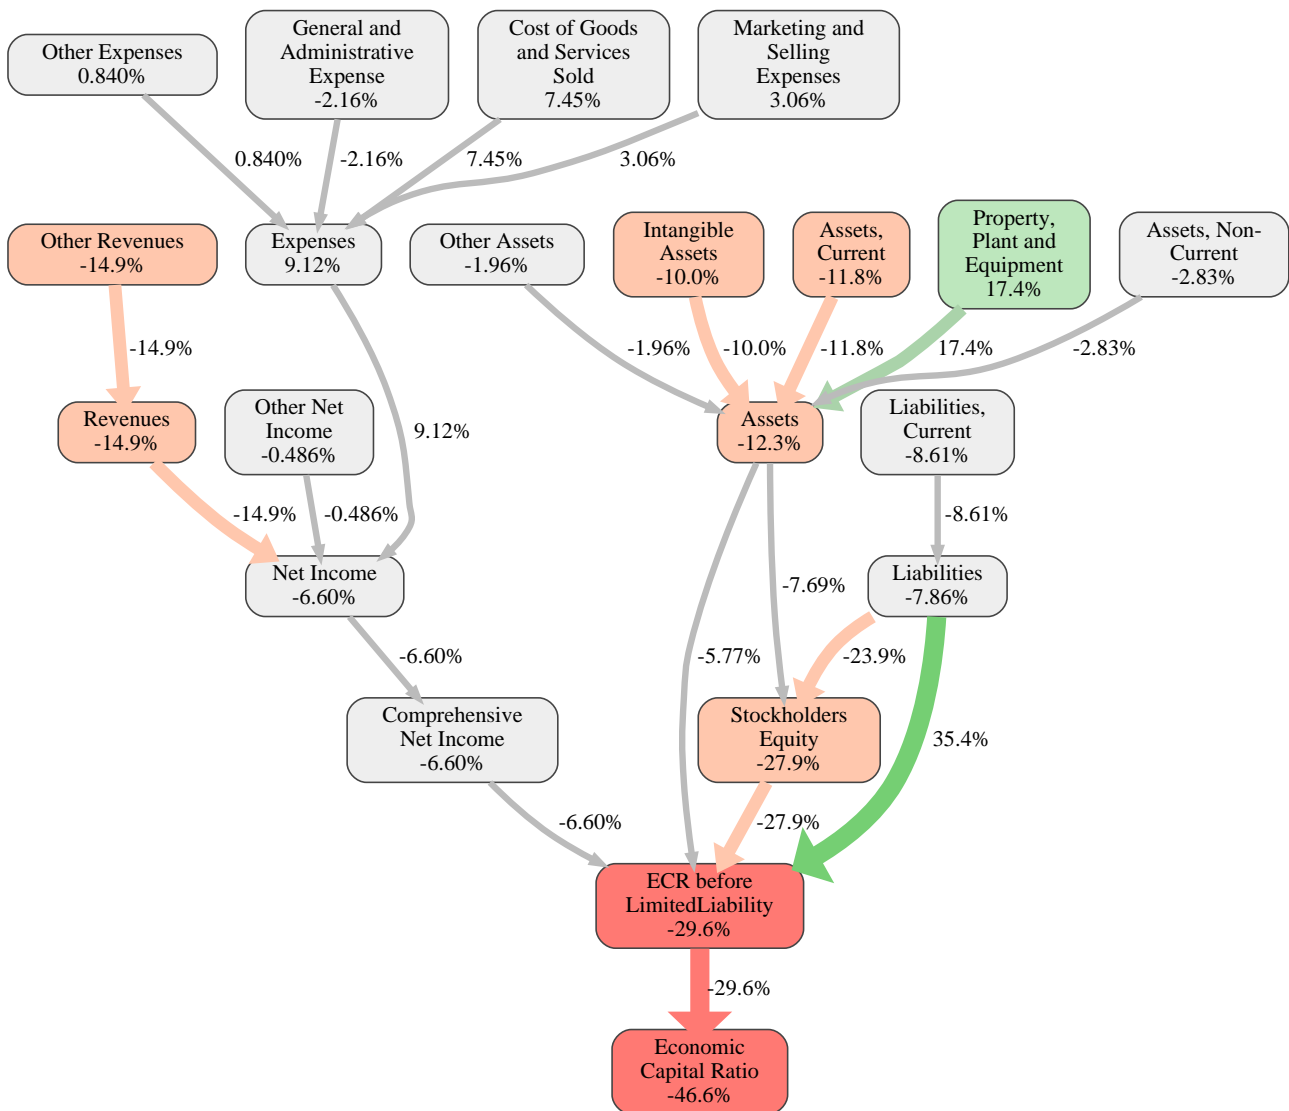 Other Expenses
0.840%
General and
Administrative
Expense
-2.16%
Cost of Goods
and Services
Sold
7.45%
Marketing and
Selling
Expenses
3.06%
0.840%
-2.16%
7.45%
3.06%
Other Revenues
-14.9%
Expenses
9.12%
Other Assets
-1.96%
Intangible
Assets
-10.0%
Assets,
Current
-11.8%
Property,
Plant and
Equipment
17.4%
Assets, Non-
Current
-2.83%
-14.9%
-1.96%
-10.0%
-11.8%
17.4%
-2.83%
Revenues
-14.9%
Other Net
Income
-0.486%
9.12%
Assets
-12.3%
Liabilities,
Current
-8.61%
-14.9%
-0.486%
-8.61%
Net Income
-6.60%
-7.69%
Liabilities
-7.86%
-6.60%
-5.77%
-23.9%
Comprehensive
Net Income
-6.60%
Stockholders
Equity
-27.9%
35.4%
-6.60%
-27.9%
ECR before
LimitedLiability
-29.6%
-29.6%
Economic
Capital Ratio
-46.6%